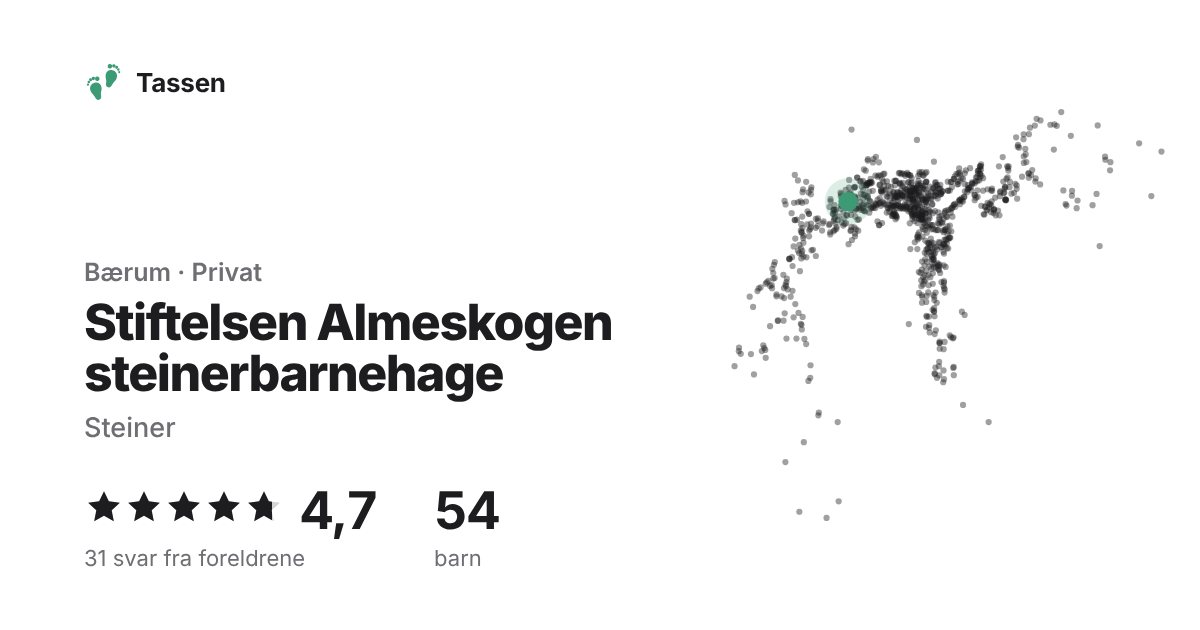 Tassen
Bærum · Privat
Stiftelsen Almeskogen
steinerbarnehage
Steiner
4,7
54
31 svar fra foreldrene
barn